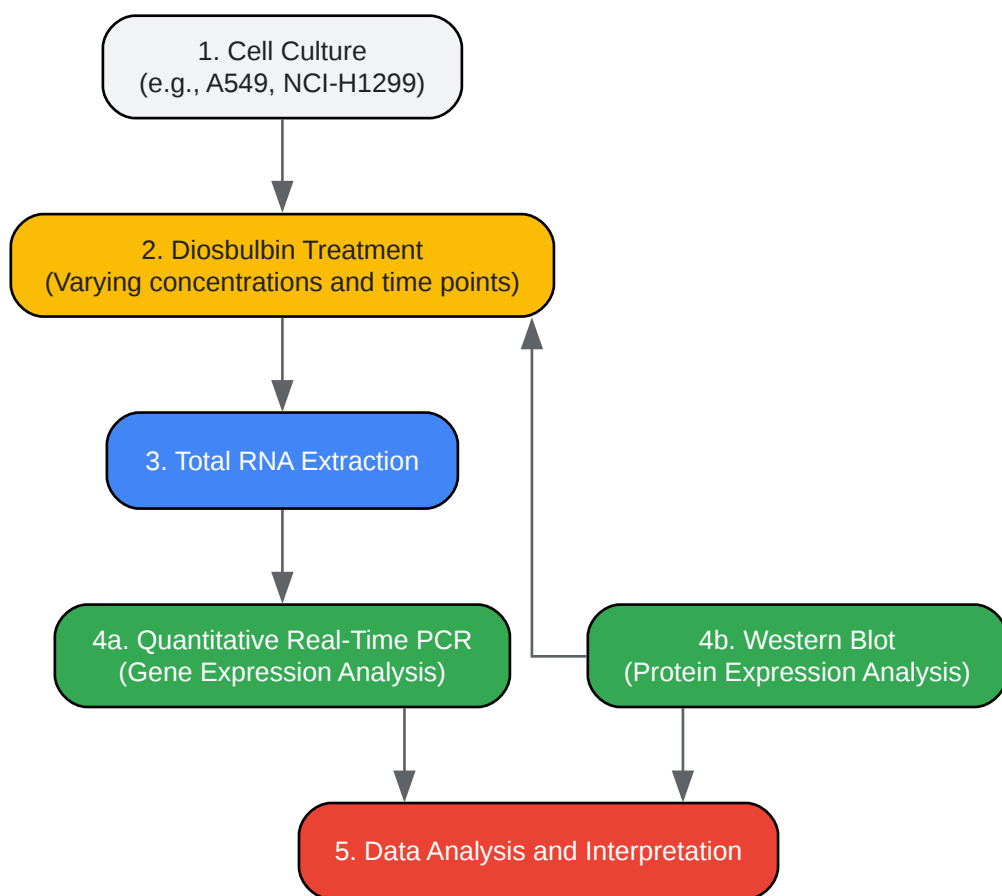 1. Cell Culture
(e.g., A549, NCI-H1299)
2. Diosbulbin Treatment
(Varying concentrations and time points)
3. Total RNA Extraction
4a. Quantitative Real-Time PCR
(Gene Expression Analysis)
4b. Western Blot
(Protein Expression Analysis)
5. Data Analysis and Interpretation